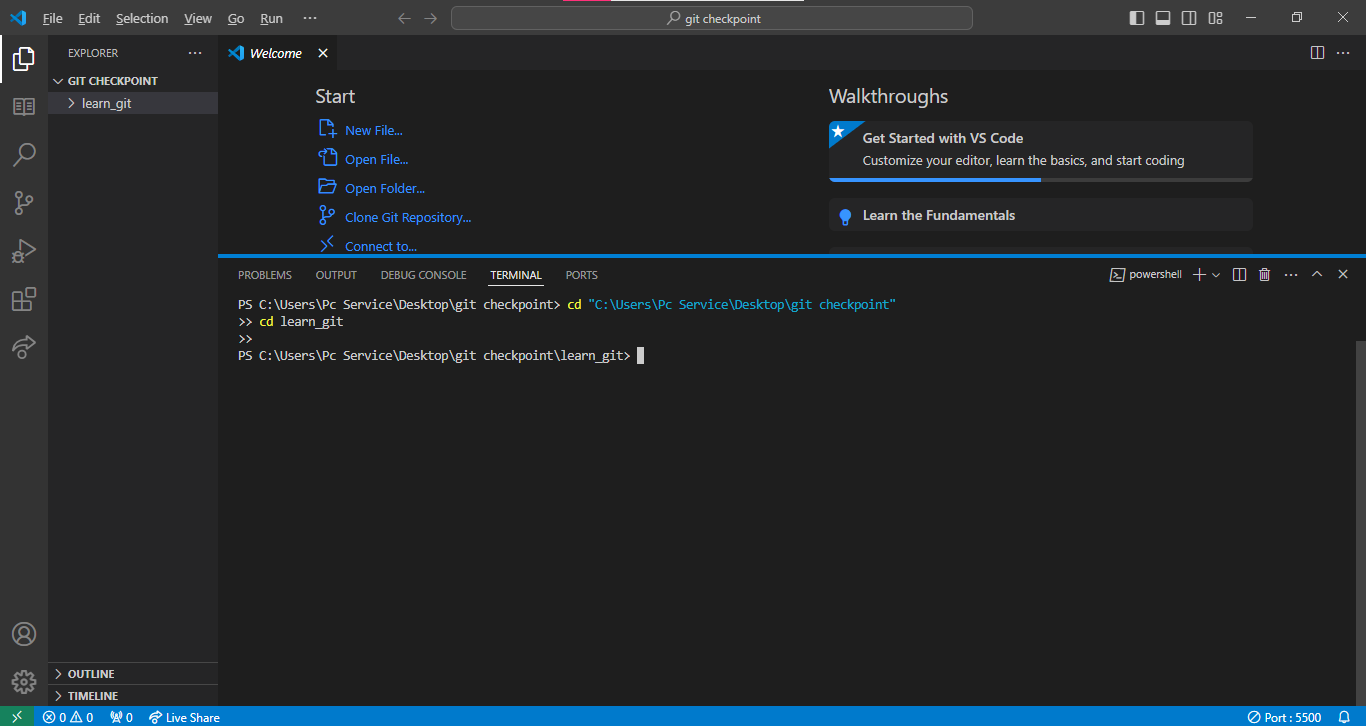 File Edit Selection View Go Run ···
git checkpoint
EXPLORER ···
GIT CHECKPOINT
learn_git
OUTLINE
TIMELINE
Welcome
Start
New File...
Open File...
Open Folder...
Clone Git Repository...
Connect to...
Walkthroughs
Get Started with VS Code
Customize your editor, learn the basics, and start coding
Learn the Fundamentals
PROBLEMS OUTPUT DEBUG CONSOLE TERMINAL PORTS
powershell
PS C:\Users\Pc Service\Desktop\git checkpoint> cd "C:\Users\Pc Service\Desktop\git checkpoint"
>> cd learn_git
>>
PS C:\Users\Pc Service\Desktop\git checkpoint\learn_git>
0 0 0 Live Share
Port : 5500